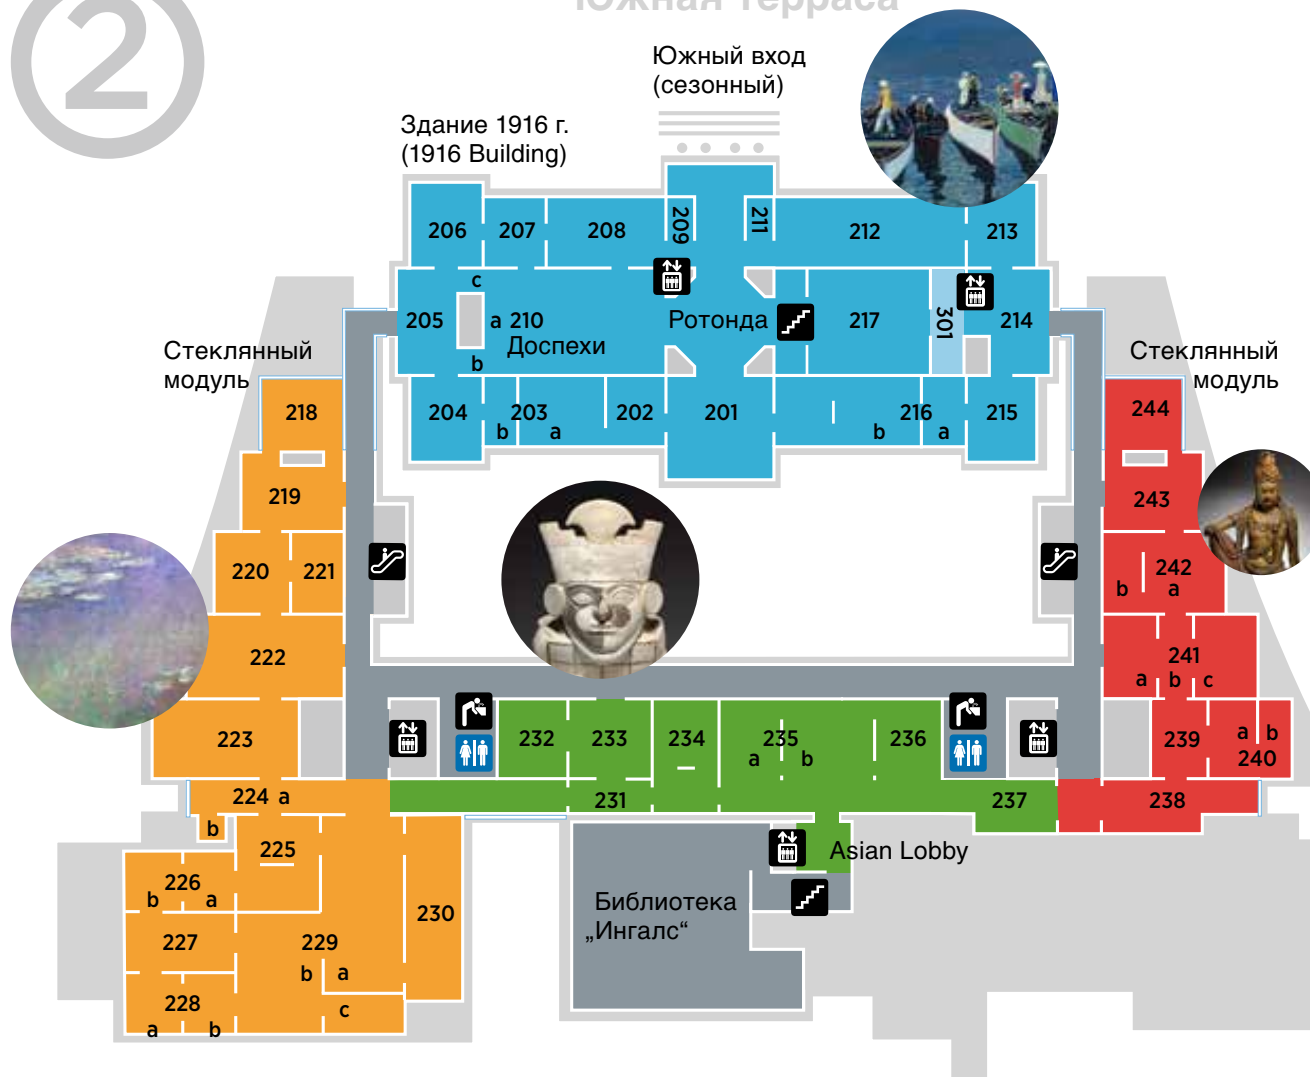 Южная терраса
2
Южный вход
(сезонный)
Здание 1916 г.
(1916 Building)
206
207
208
209
211
212
213
c
205
a 210
Доспехи
b
Ротонда
217
301
214
Стеклянный
модуль
Стеклянный
модуль
204
203
b
a
202
201
216
b
a
215
218
244
219
243
220
221
242
b
a
222
241
a
b
c
223
232
233
234
235
a
b
236
239
a
b
240
224 a
b
231
237
238
225
Asian Lobby
226
b
a
Библиотека
„Ингалс“
230
227
229
b
a
228
a
b
c